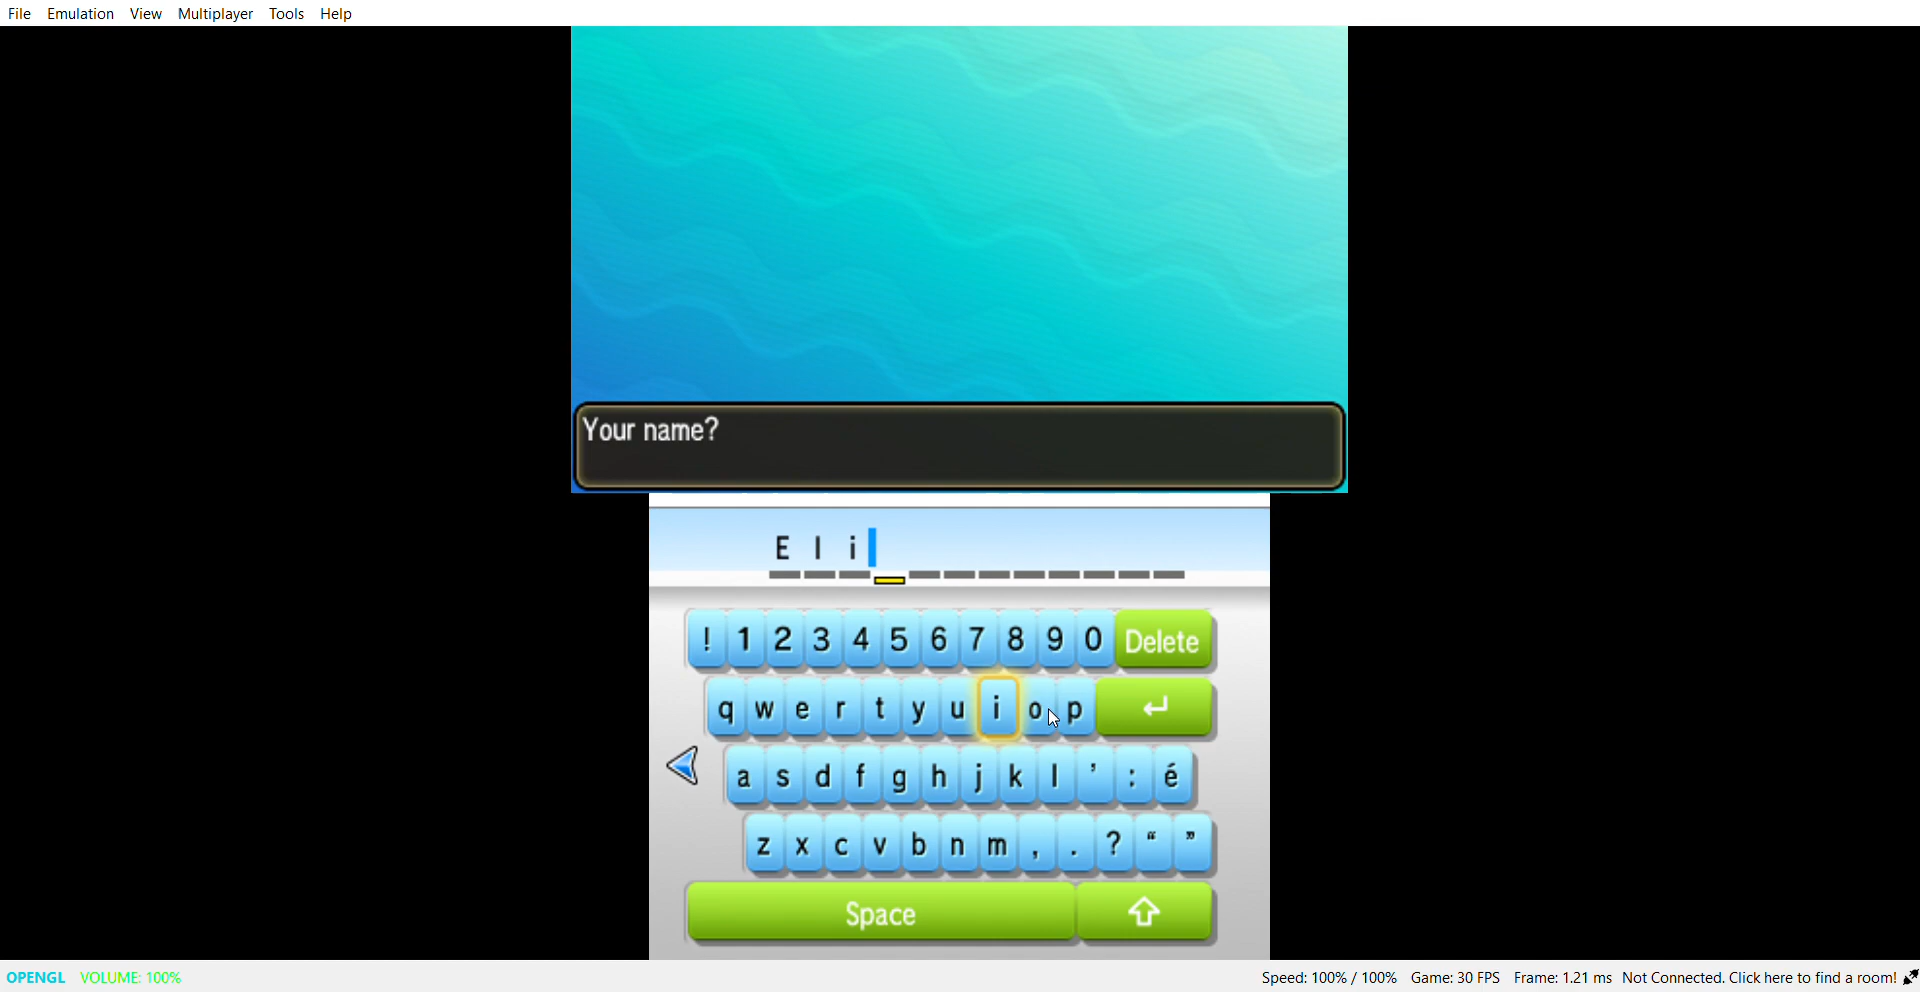 File Emulation View Multiplayer Tools Help
Your name?
Eli
! 1 2 3 4 5 6 7 8 9 0 Delete
q w e r t y u i o p
a s d f g h j k l ' : é
z x c v b n m , . ? “ ”
Space
OPENGL VOLUME: 100% Speed: 100% / 100% Game: 30 FPS Frame: 1.21 ms Not Connected. Click here to find a room!